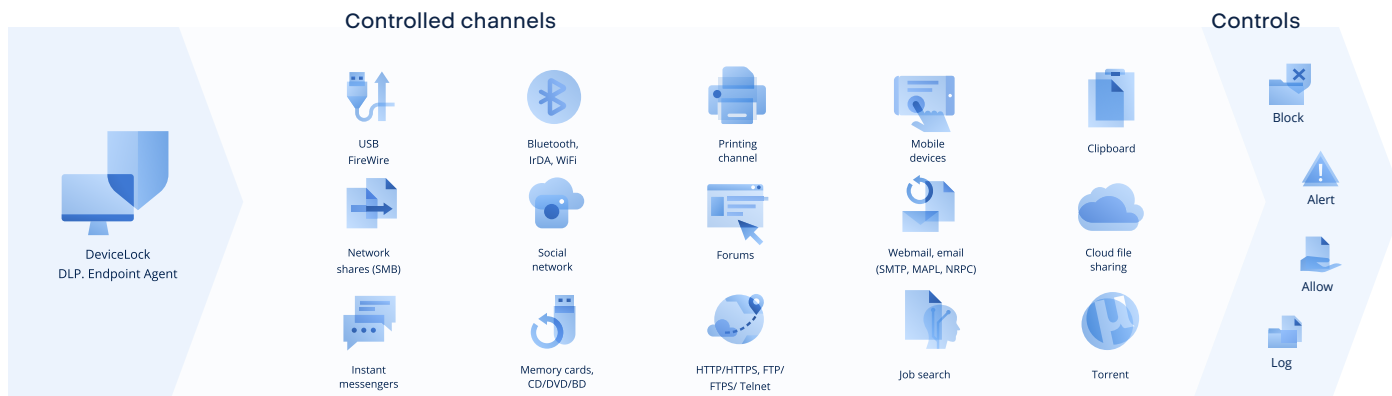 Controlled channels
Controls
DeviceLock
DLP. Endpoint Agent
USB
FireWire
Bluetooth,
IrDA, WiFi
Printing
channel
Mobile
devices
Clipboard
Network
shares (SMB)
Social
network
Forums
Webmail, email
(SMTP, MAPL, NRPC)
Cloud file
sharing
Instant
messengers
Memory cards,
CD/DVD/BD
HTTP/HTTPS, FTP/
FTPS/ Telnet
Job search
Torrent
Block
Alert
Allow
Log